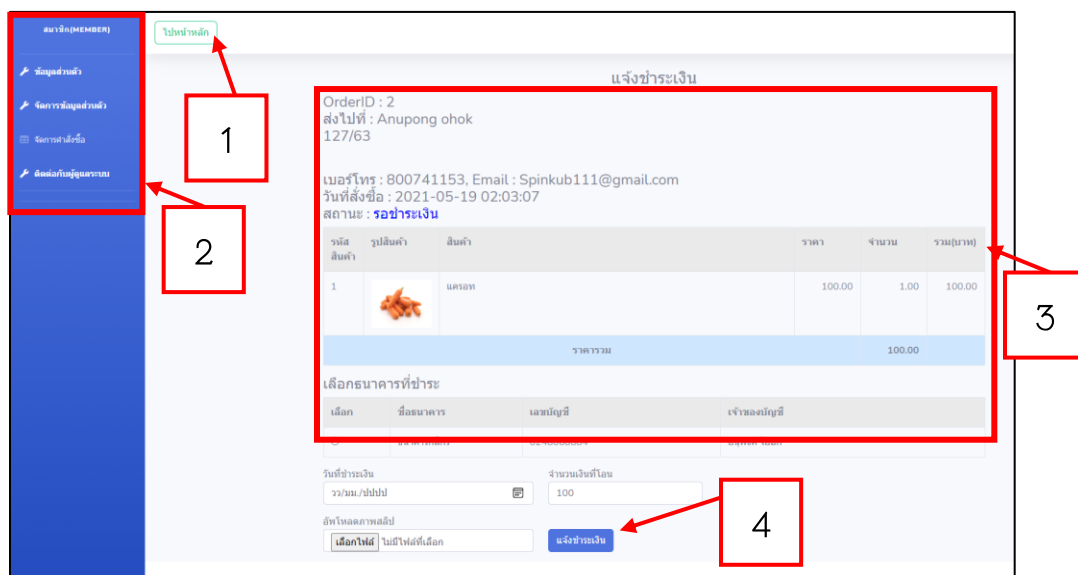 สมาชิก(MEMBER)
ไปหน้าหลัก
ข้อมูลส่วนตัว
จัดการข้อมูลส่วนตัว
จัดการคำสั่งซื้อ
ติดต่อกับผู้ดูแลระบบ
1
2
3
4
แจ้งชำระเงิน
OrderID : 2
ส่งไปที่ : Anupong ohok
127/63
เบอร์โทร : 800741153, Email : Spinkub111@gmail.com
วันที่สั่งซื้อ : 2021-05-19 02:03:07
สถานะ : รอชำระเงิน
รหัสสินค้า รูปสินค้า สินค้า ราคา จำนวน รวม(บาท)
1 แครอท 100.00 1.00 100.00
ราคารวม 100.00
เลือกธนาคารที่ชำระ
เลือก ชื่อธนาคาร เลขบัญชี เจ้าของบัญชี
วันที่ชำระเงิน จำนวนเงินที่โอน
วว/มม./ปปปป 100
อัพโหลดภาพสลิป
เลือกไฟล์ ไม่มีไฟล์ที่เลือก แจ้งชำระเงิน